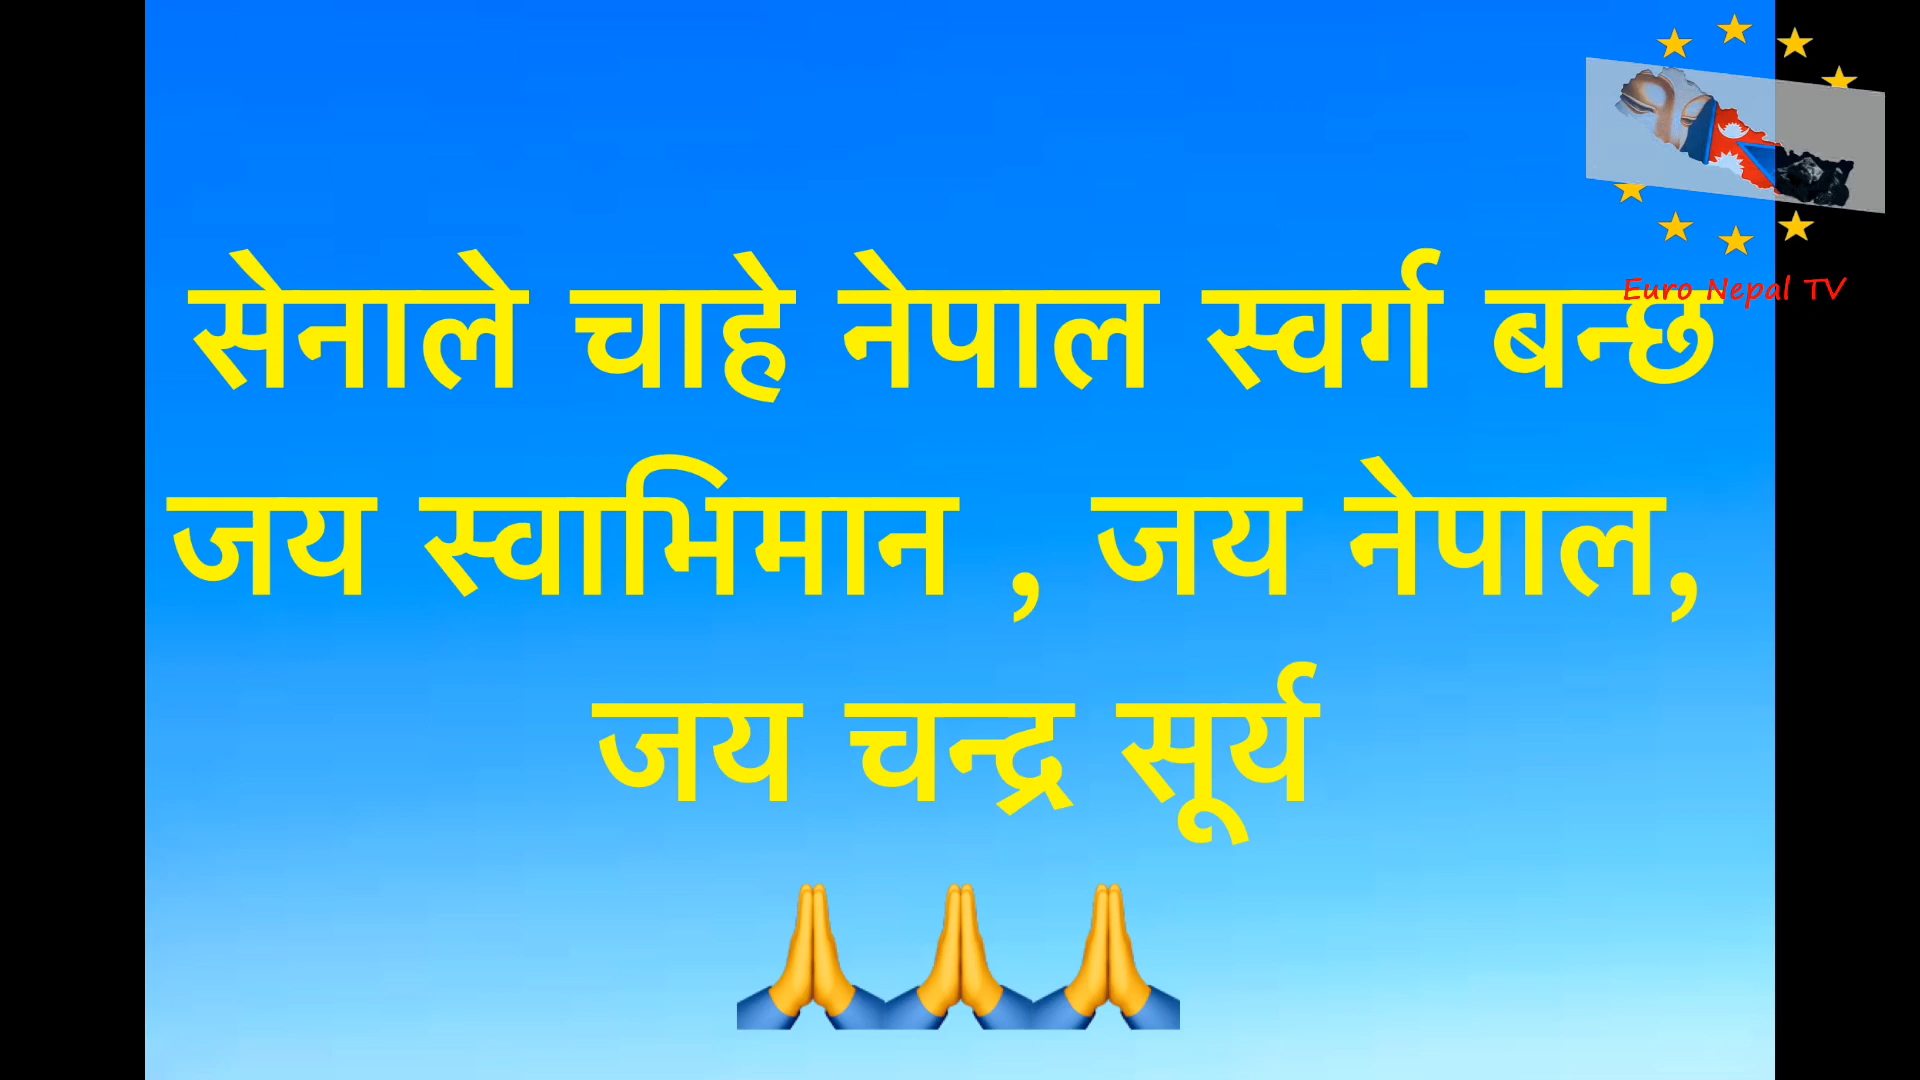 Euro Nepal TV
सेनाले चाहे नेपाल स्वर्ग बन्छ
जय स्वाभिमान , जय नेपाल,
जय चन्द्र सूर्य
🙏🙏🙏